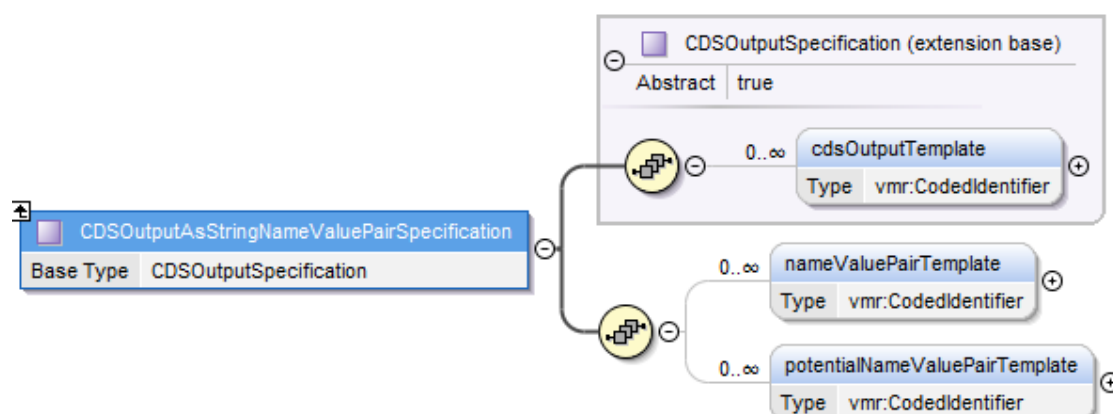 CDSOutputSpecification (extension base)
Abstract true
0..∞ cdsOutputTemplate
Type vmr:CodedIdentifier
CDSOutputAsStringNameValuePairSpecification
Base Type CDSOutputSpecification
0..∞ nameValuePairTemplate
Type vmr:CodedIdentifier
0..∞ potentialNameValuePairTemplate
Type vmr:CodedIdentifier